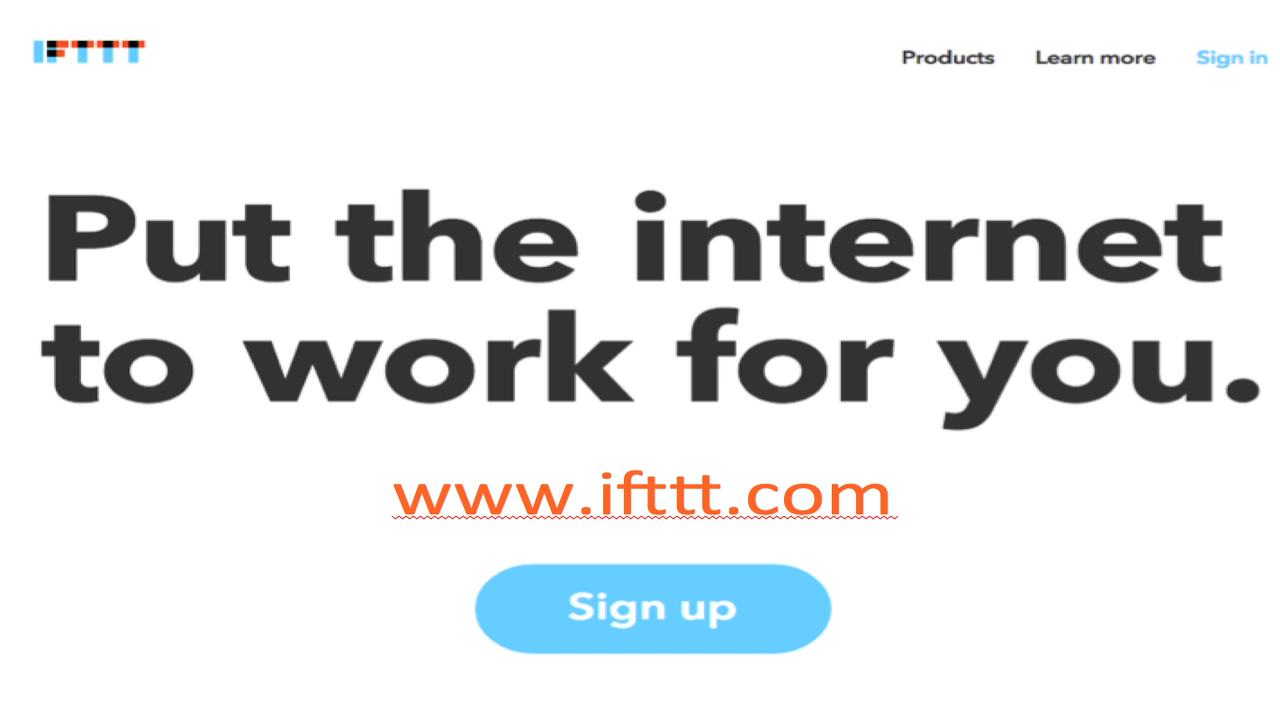 IFTTT
Products Learn more Sign in
Put the internet
to work for you.
www.ifttt.com
Sign up